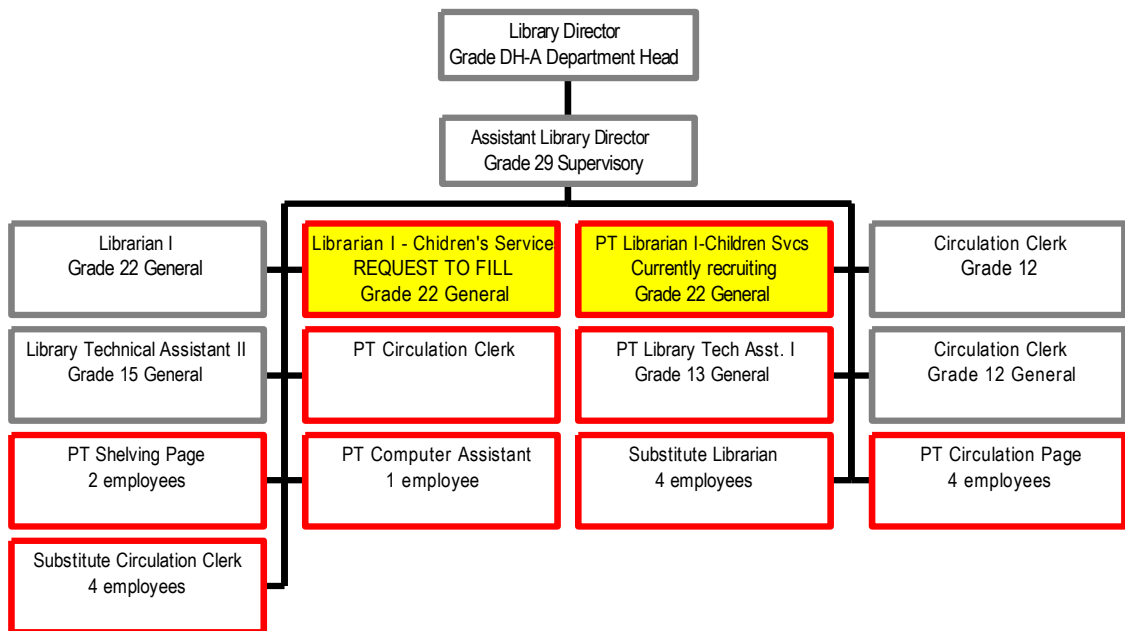 Library Director
Grade DH-A Department Head
Assistant Library Director
Grade 29 Supervisory
Librarian I
Grade 22 General
Librarian I - Chidren's Service
REQUEST TO FILL
Grade 22 General
PT Librarian I-Children Svcs
Currently recruiting
Grade 22 General
Circulation Clerk
Grade 12
Library Technical Assistant II
Grade 15 General
PT Circulation Clerk
PT Library Tech Asst. I
Grade 13 General
Circulation Clerk
Grade 12 General
PT Shelving Page
2 employees
PT Computer Assistant
1 employee
Substitute Librarian
4 employees
PT Circulation Page
4 employees
Substitute Circulation Clerk
4 employees